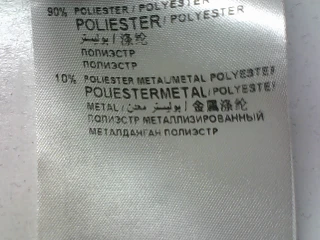 90% POLIESTER / POLYESTER
POLIESTER / POLYESTER
بوليستر / 涤纶
ПОЛИЭСТР
ПОЛИЭСТР
10% POLIESTER METAL/METAL POLYESTER
POLIESTERMETAL / POLYESTER
METAL / بوليستر معدن / 金属涤纶
ПОЛИЭСТР МЕТАЛЛИЗИРОВАННЫЙ
МЕТАЛДАНҒАН ПОЛИЭСТР